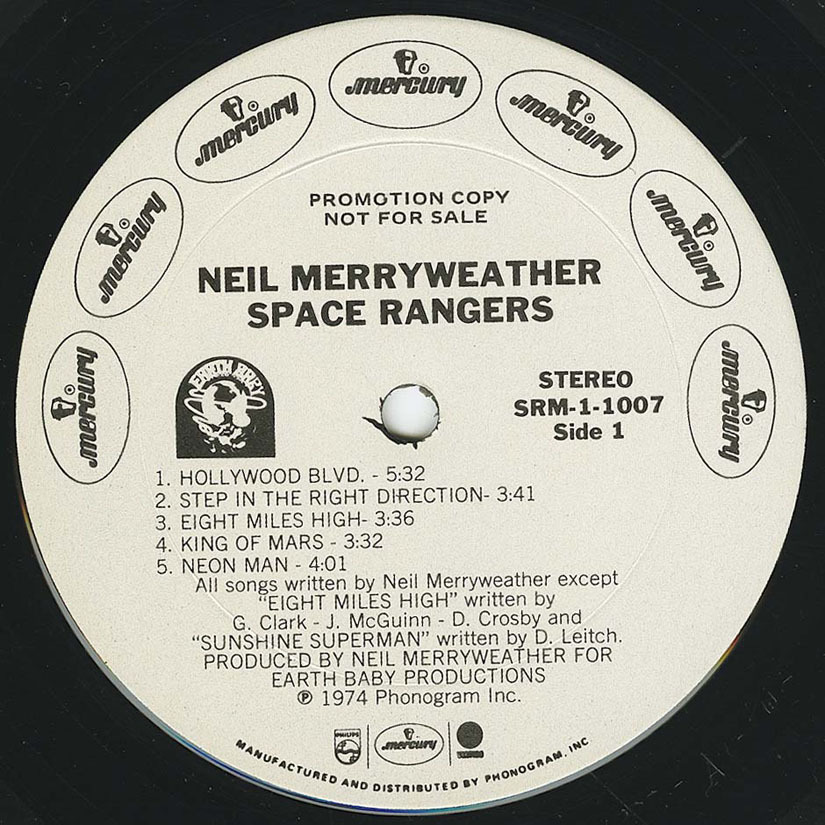 mercury
mercury
mercury
mercury
mercury
mercury
mercury
PROMOTION COPY
NOT FOR SALE
NEIL MERRYWEATHER
SPACE RANGERS
EARTH BABY
STEREO
SRM-1-1007
Side 1
1. HOLLYWOOD BLVD. - 5:32
2. STEP IN THE RIGHT DIRECTION- 3:41
3. EIGHT MILES HIGH- 3:36
4. KING OF MARS - 3:32
5. NEON MAN - 4:01
All songs written by Neil Merryweather except
"EIGHT MILES HIGH" written by
G. Clark - J. McGuinn - D. Crosby and
"SUNSHINE SUPERMAN" written by D. Leitch.
PRODUCED BY NEIL MERRYWEATHER FOR
EARTH BABY PRODUCTIONS
℗ 1974 Phonogram Inc.
PHILIPS
mercury
MANUFACTURED AND DISTRIBUTED BY PHONOGRAM, INC